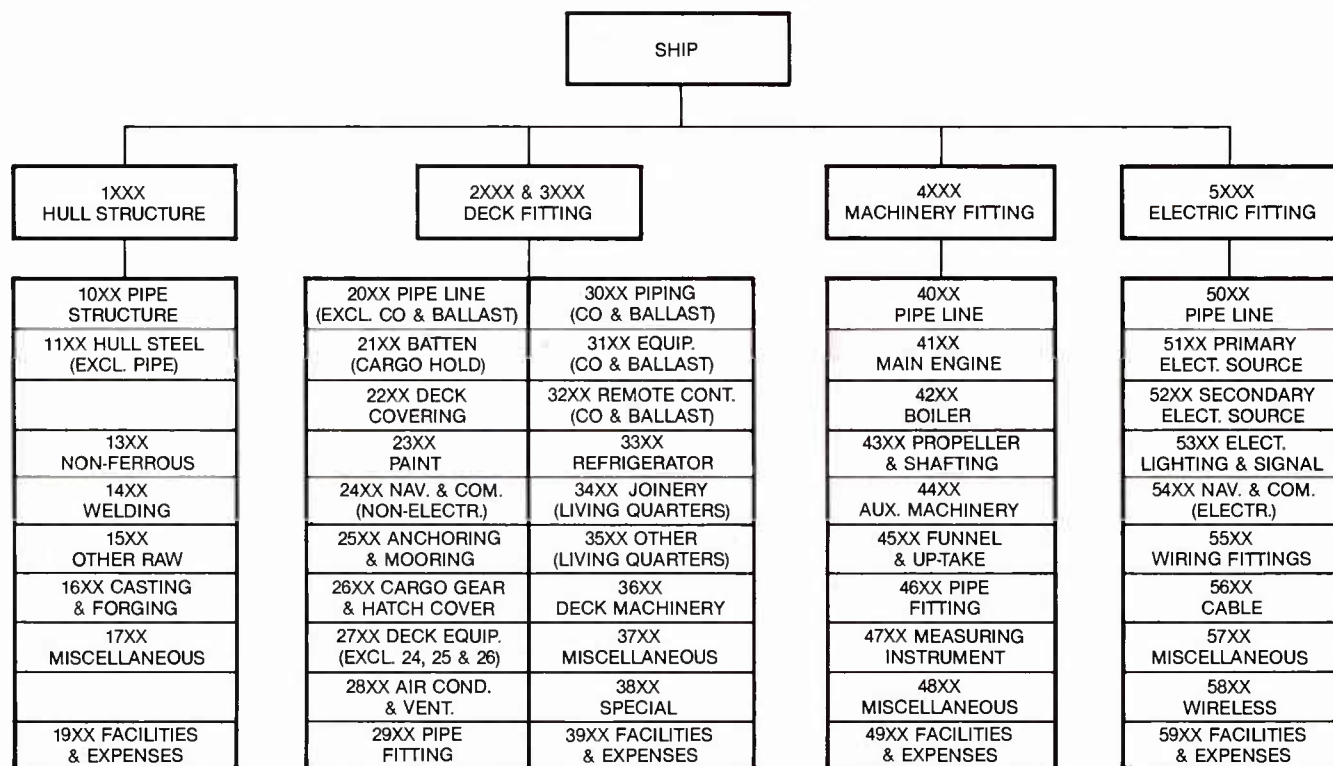 SHIP
1XXX
HULL STRUCTURE
2XXX & 3XXX
DECK FITTING
4XXX
MACHINERY FITTING
5XXX
ELECTRIC FITTING
10XX PIPE
STRUCTURE
11XX HULL STEEL
(EXCL. PIPE)
13XX
NON-FERROUS
14XX
WELDING
15XX
OTHER RAW
16XX CASTING
& FORGING
17XX
MISCELLANEOUS
19XX FACILITIES
& EXPENSES
20XX PIPE LINE
(EXCL. CO & BALLAST)
21XX BATTEN
(CARGO HOLD)
22XX DECK
COVERING
23XX
PAINT
24XX NAV. & COM.
(NON-ELECTR.)
25XX ANCHORING
& MOORING
26XX CARGO GEAR
& HATCH COVER
27XX DECK EQUIP.
(EXCL. 24, 25 & 26)
28XX AIR COND.
& VENT.
29XX PIPE
FITTING
30XX PIPING
(CO & BALLAST)
31XX EQUIP.
(CO & BALLAST)
32XX REMOTE CONT.
(CO & BALLAST)
33XX
REFRIGERATOR
34XX JOINERY
(LIVING QUARTERS)
35XX OTHER
(LIVING QUARTERS)
36XX
DECK MACHINERY
37XX
MISCELLANEOUS
38XX
SPECIAL
39XX FACILITIES
& EXPENSES
40XX
PIPE LINE
41XX
MAIN ENGINE
42XX
BOILER
43XX PROPELLER
& SHAFTING
44XX
AUX. MACHINERY
45XX FUNNEL
& UP-TAKE
46XX PIPE
FITTING
47XX MEASURING
INSTRUMENT
48XX
MISCELLANEOUS
49XX FACILITIES
& EXPENSES
50XX
PIPE LINE
51XX PRIMARY
ELECT. SOURCE
52XX SECONDARY
ELECT. SOURCE
53XX ELECT.
LIGHTING & SIGNAL
54XX NAV. & COM.
(ELECTR.)
55XX
WIRING FITTINGS
56XX
CABLE
57XX
MISCELLANEOUS
58XX
WIRELESS
59XX FACILITIES
& EXPENSES